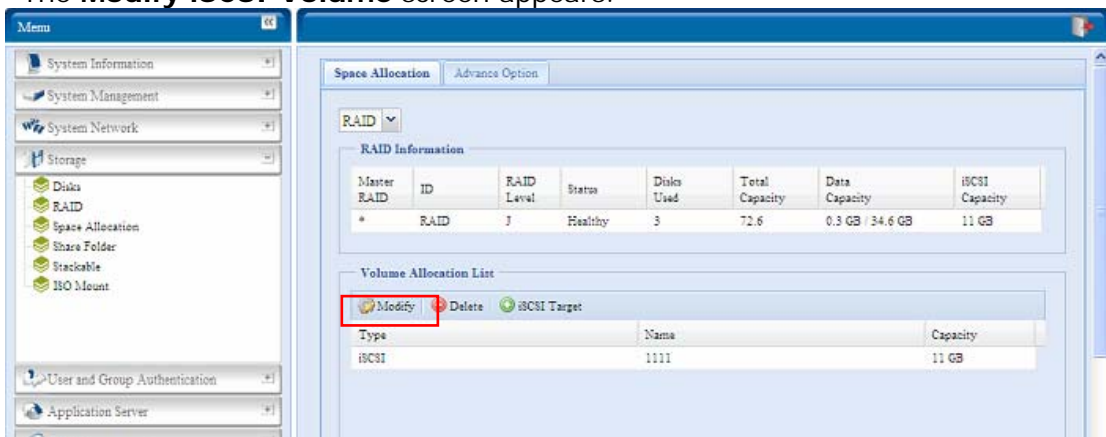 The Modify iSCSI Volume screen appears.
Menu
System Information
System Management
System Network
Storage
Disks
RAID
Space Allocation
Share Folder
Stackable
ISO Mount
User and Group Authentication
Application Server
Space Allocation Advance Option
RAID
RAID Information
Master RAID ID RAID Level Status Disks Used Total Capacity Data Capacity iSCSI Capacity
* RAID J Healthy 3 72.6 0.3 GB / 34.6 GB 11 GB
Volume Allocation List
Modify Delete iSCSI Target
Type Name Capacity
iSCSI 1111 11 GB